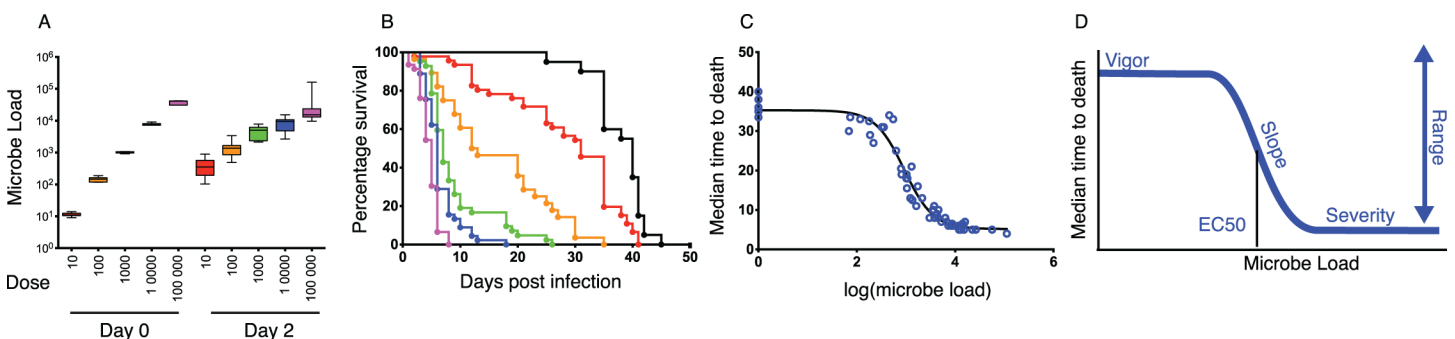 A
Microbe Load
10⁶
10⁵
10⁴
10³
10²
10¹
10⁰
Dose
10
100
1000
1 0000
100 000
10
100
1000
1 0000
100 000
Day 0
Day 2
B
Percentage survival
100
80
60
40
20
0
0
10
20
30
40
50
Days post infection
C
Median time to death
50
40
30
20
10
0
0
2
4
6
log(microbe load)
D
Median time to death
Vigor
Slope
EC50
Severity
Range
Microbe Load